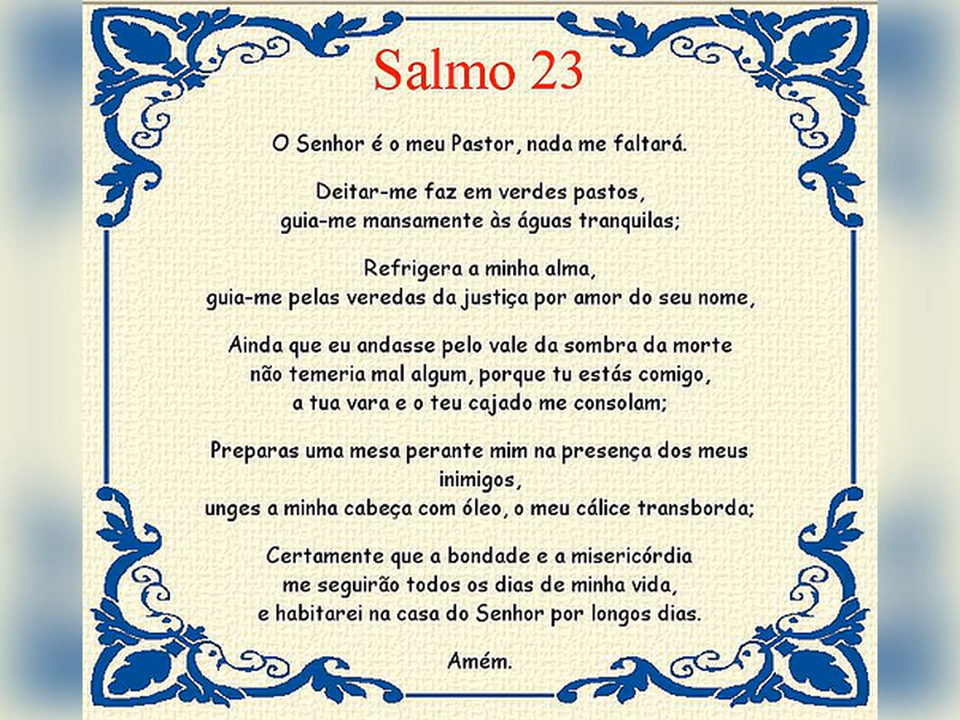 Salmo 23
O Senhor é o meu Pastor, nada me faltará.
Deitar-me faz em verdes pastos,
guia-me mansamente às águas tranquilas;
Refrigera a minha alma,
guia-me pelas veredas da justiça por amor do seu nome,
Ainda que eu andasse pelo vale da sombra da morte
não temeria mal algum, porque tu estás comigo,
a tua vara e o teu cajado me consolam;
Preparas uma mesa perante mim na presença dos meus
inimigos,
unges a minha cabeça com óleo, o meu cálice transborda;
Certamente que a bondade e a misericórdia
me seguirão todos os dias de minha vida,
e habitarei na casa do Senhor por longos dias.
Amém.